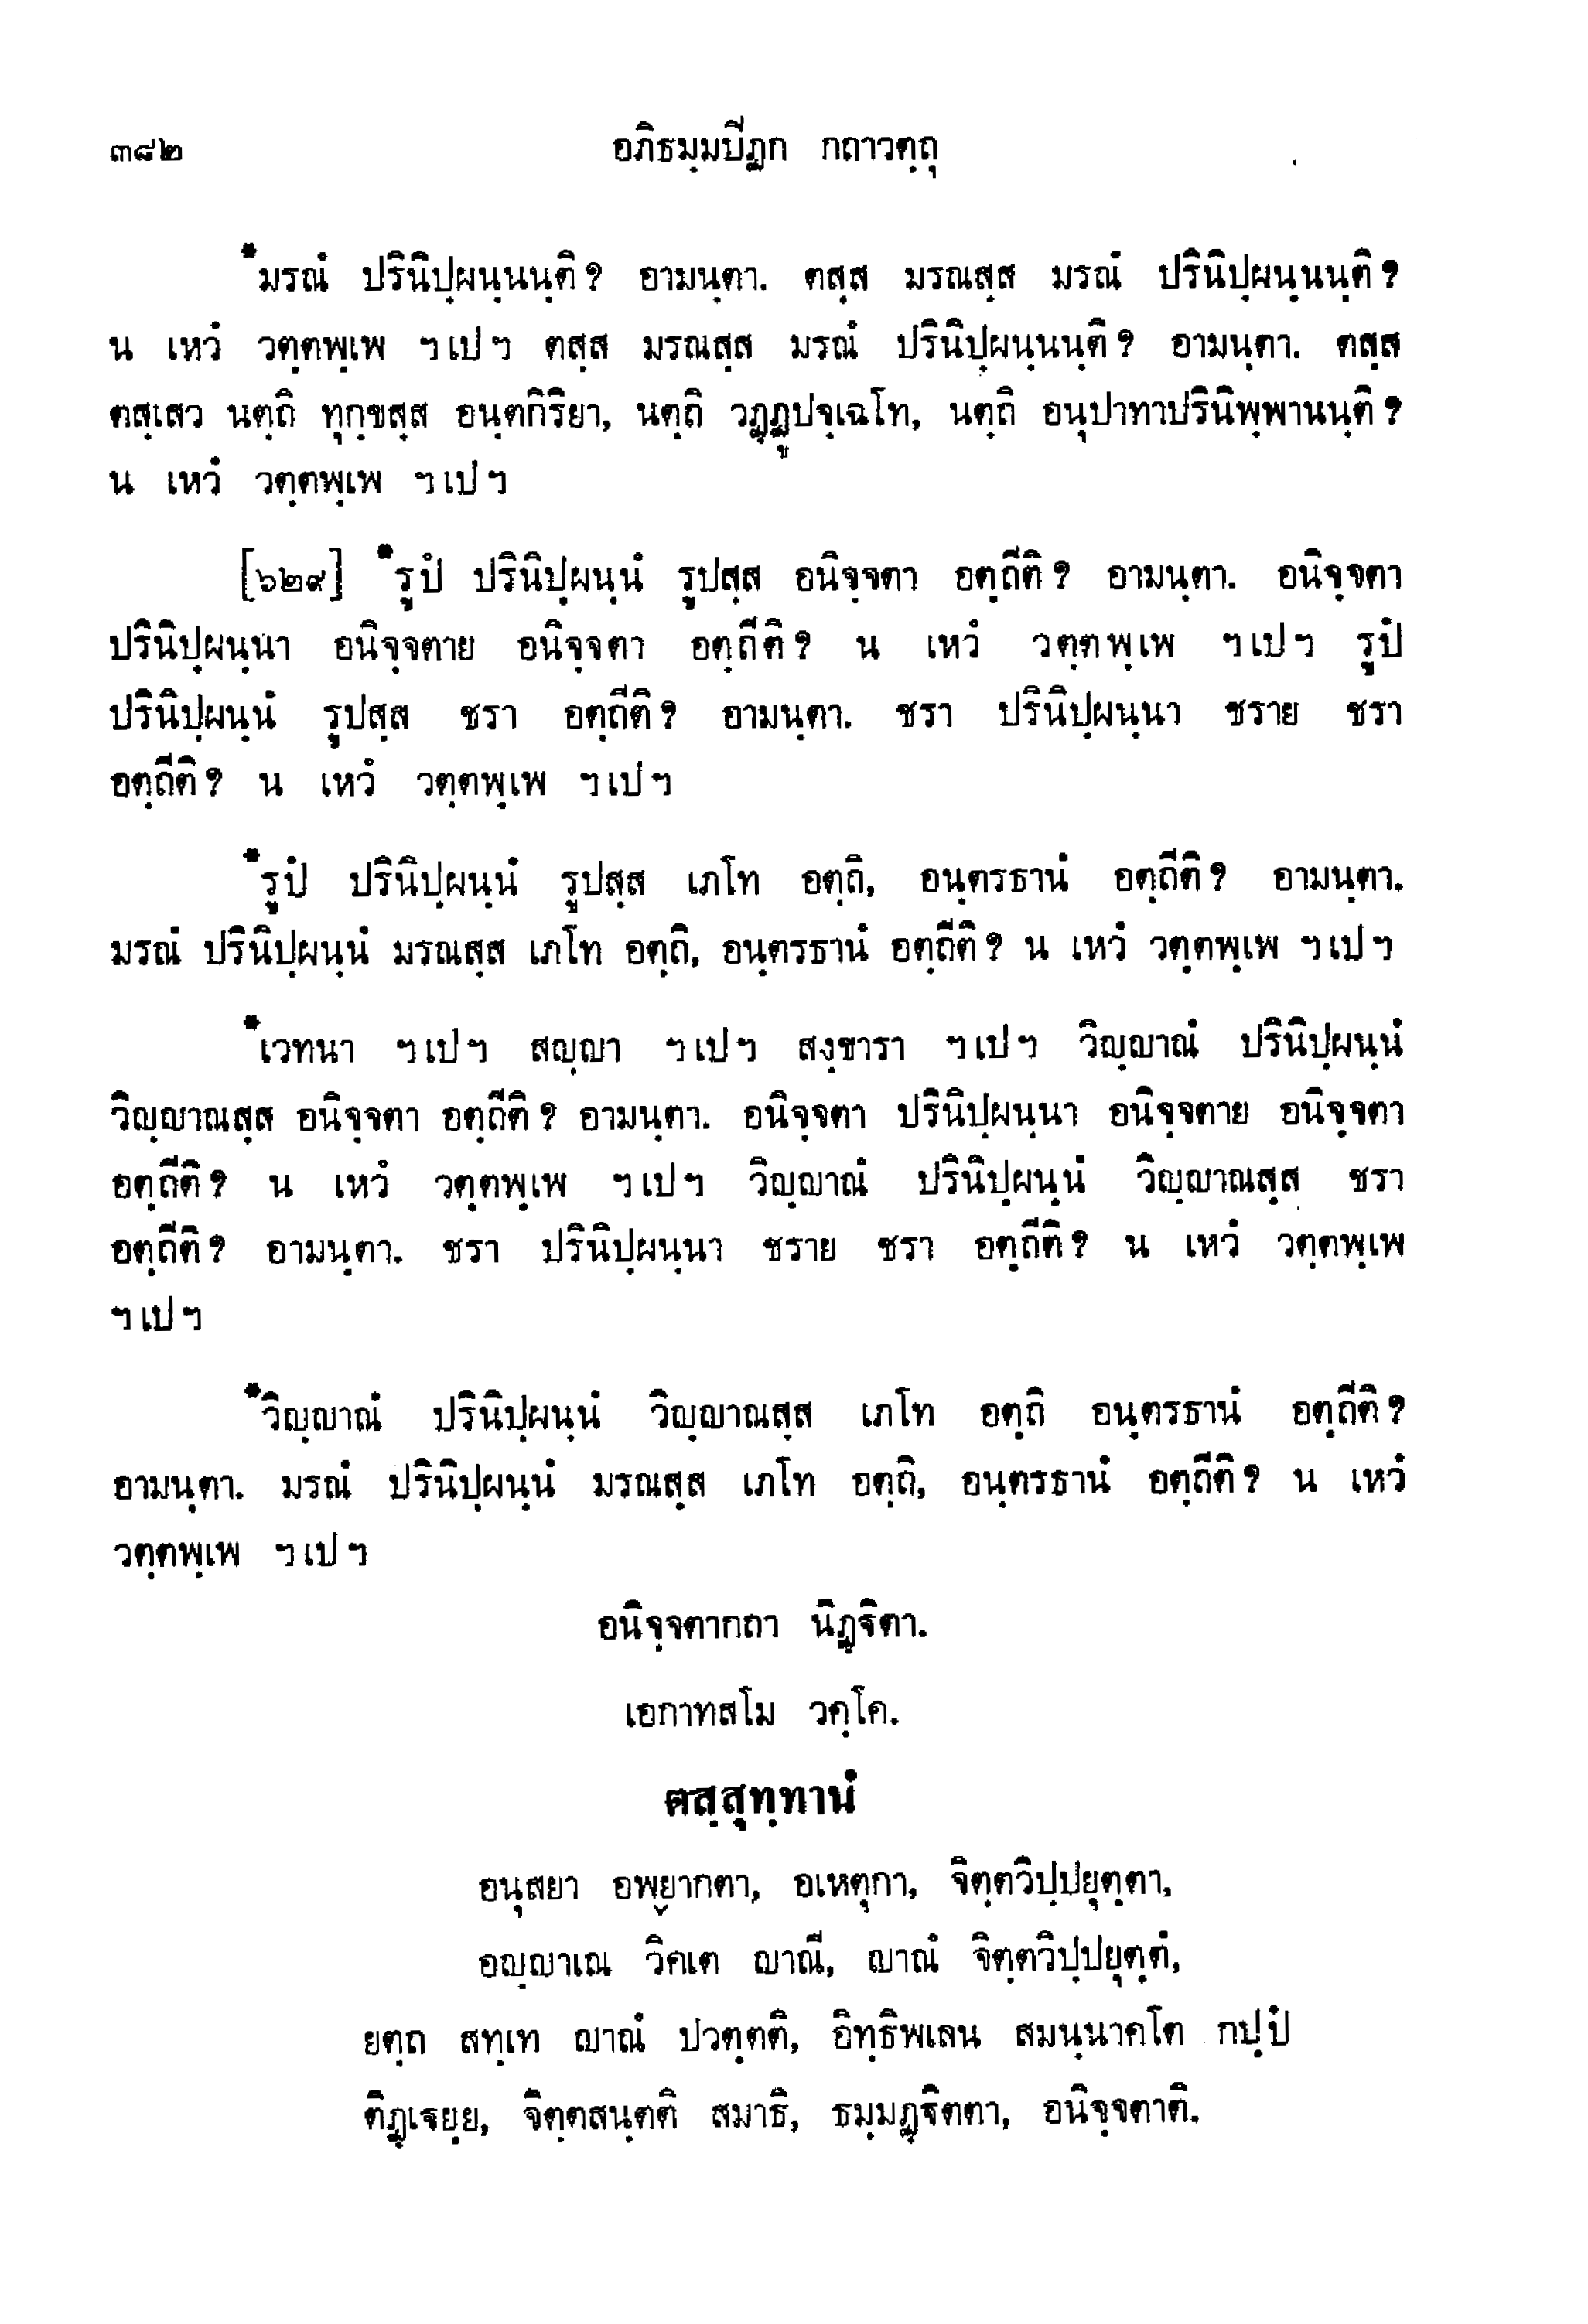 ๓๘๒ อภิธมฺมปีฏก กถาวตฺถุ
*มรณํ ปรินิปฺผนฺนนฺติ? อามนฺตา. ตสฺส มรณสฺส มรณํ ปรินิปฺผนฺนนฺติ?
น เหวํ วตฺตพฺเพ ฯเปฯ ตสฺส มรณสฺส มรณํ ปรินิปฺผนฺนนฺติ? อามนฺตา. ตสฺส
ตสฺเสว นตฺถิ ทุกฺขสฺส อนฺตกิริยา, นตฺถิ วฏฺฏูปจฺเฉโท, นตฺถิ อนุปาทาปรินิพฺพานนฺติ?
น เหวํ วตฺตพฺเพ ฯเปฯ
[๖๒๙] *รูปํ ปรินิปฺผนฺนํ รูปสฺส อนิจฺจตา อตฺถีติ? อามนฺตา. อนิจฺจตา
ปรินิปฺผนฺนา อนิจฺจตาย อนิจฺจตา อตฺถีติ? น เหวํ วตฺตพฺเพ ฯเปฯ รูปํ
ปรินิปฺผนฺนํ รูปสฺส ชรา อตฺถีติ? อามนฺตา. ชรา ปรินิปฺผนฺนา ชราย ชรา
อตฺถีติ? น เหวํ วตฺตพฺเพ ฯเปฯ
*รูปํ ปรินิปฺผนฺนํ รูปสฺส เภโท อตฺถิ, อนฺตรธานํ อตฺถีติ? อามนฺตา.
มรณํ ปรินิปฺผนฺนํ มรณสฺส เภโท อตฺถิ, อนฺตรธานํ อตฺถีติ? น เหวํ วตฺตพฺเพ ฯเปฯ
*เวทนา ฯเปฯ สญฺญา ฯเปฯ สงฺขารา ฯเปฯ วิญฺญาณํ ปรินิปฺผนฺนํ
วิญฺญาณสฺส อนิจฺจตา อตฺถีติ? อามนฺตา. อนิจฺจตา ปรินิปฺผนฺนา อนิจฺจตาย อนิจฺจตา
อตฺถีติ? น เหวํ วตฺตพฺเพ ฯเปฯ วิญฺญาณํ ปรินิปฺผนฺนํ วิญฺญาณสฺส ชรา
อตฺถีติ? อามนฺตา. ชรา ปรินิปฺผนฺนา ชราย ชรา อตฺถีติ? น เหวํ วตฺตพฺเพ
ฯเปฯ
*วิญฺญาณํ ปรินิปฺผนฺนํ วิญฺญาณสฺส เภโท อตฺถิ อนฺตรธานํ อตฺถีติ?
อามนฺตา. มรณํ ปรินิปฺผนฺนํ มรณสฺส เภโท อตฺถิ, อนฺตรธานํ อตฺถีติ? น เหวํ
วตฺตพฺเพ ฯเปฯ
อนิจฺจตากถา นิฏฺฐิตา.
เอกาทสโม วคฺโค.
ตสฺสุทฺทานํ
อนุสยา อพฺยากตา, อเหตุกา, จิตฺตวิปฺปยุตฺตา,
อญฺญาเณ วิคเต ญาณี, ญาณํ จิตฺตวิปฺปยุตฺตํ,
ยตฺถ สทฺเท ญาณํ ปวตฺตติ, อิทฺธิพเลน สมนฺนาคโต กปฺปํ
ติฏฺเฐยฺย, จิตฺตสนฺตติ สมาธิ, ธมฺมฏฺฐิตตา, อนิจฺจตาติ.